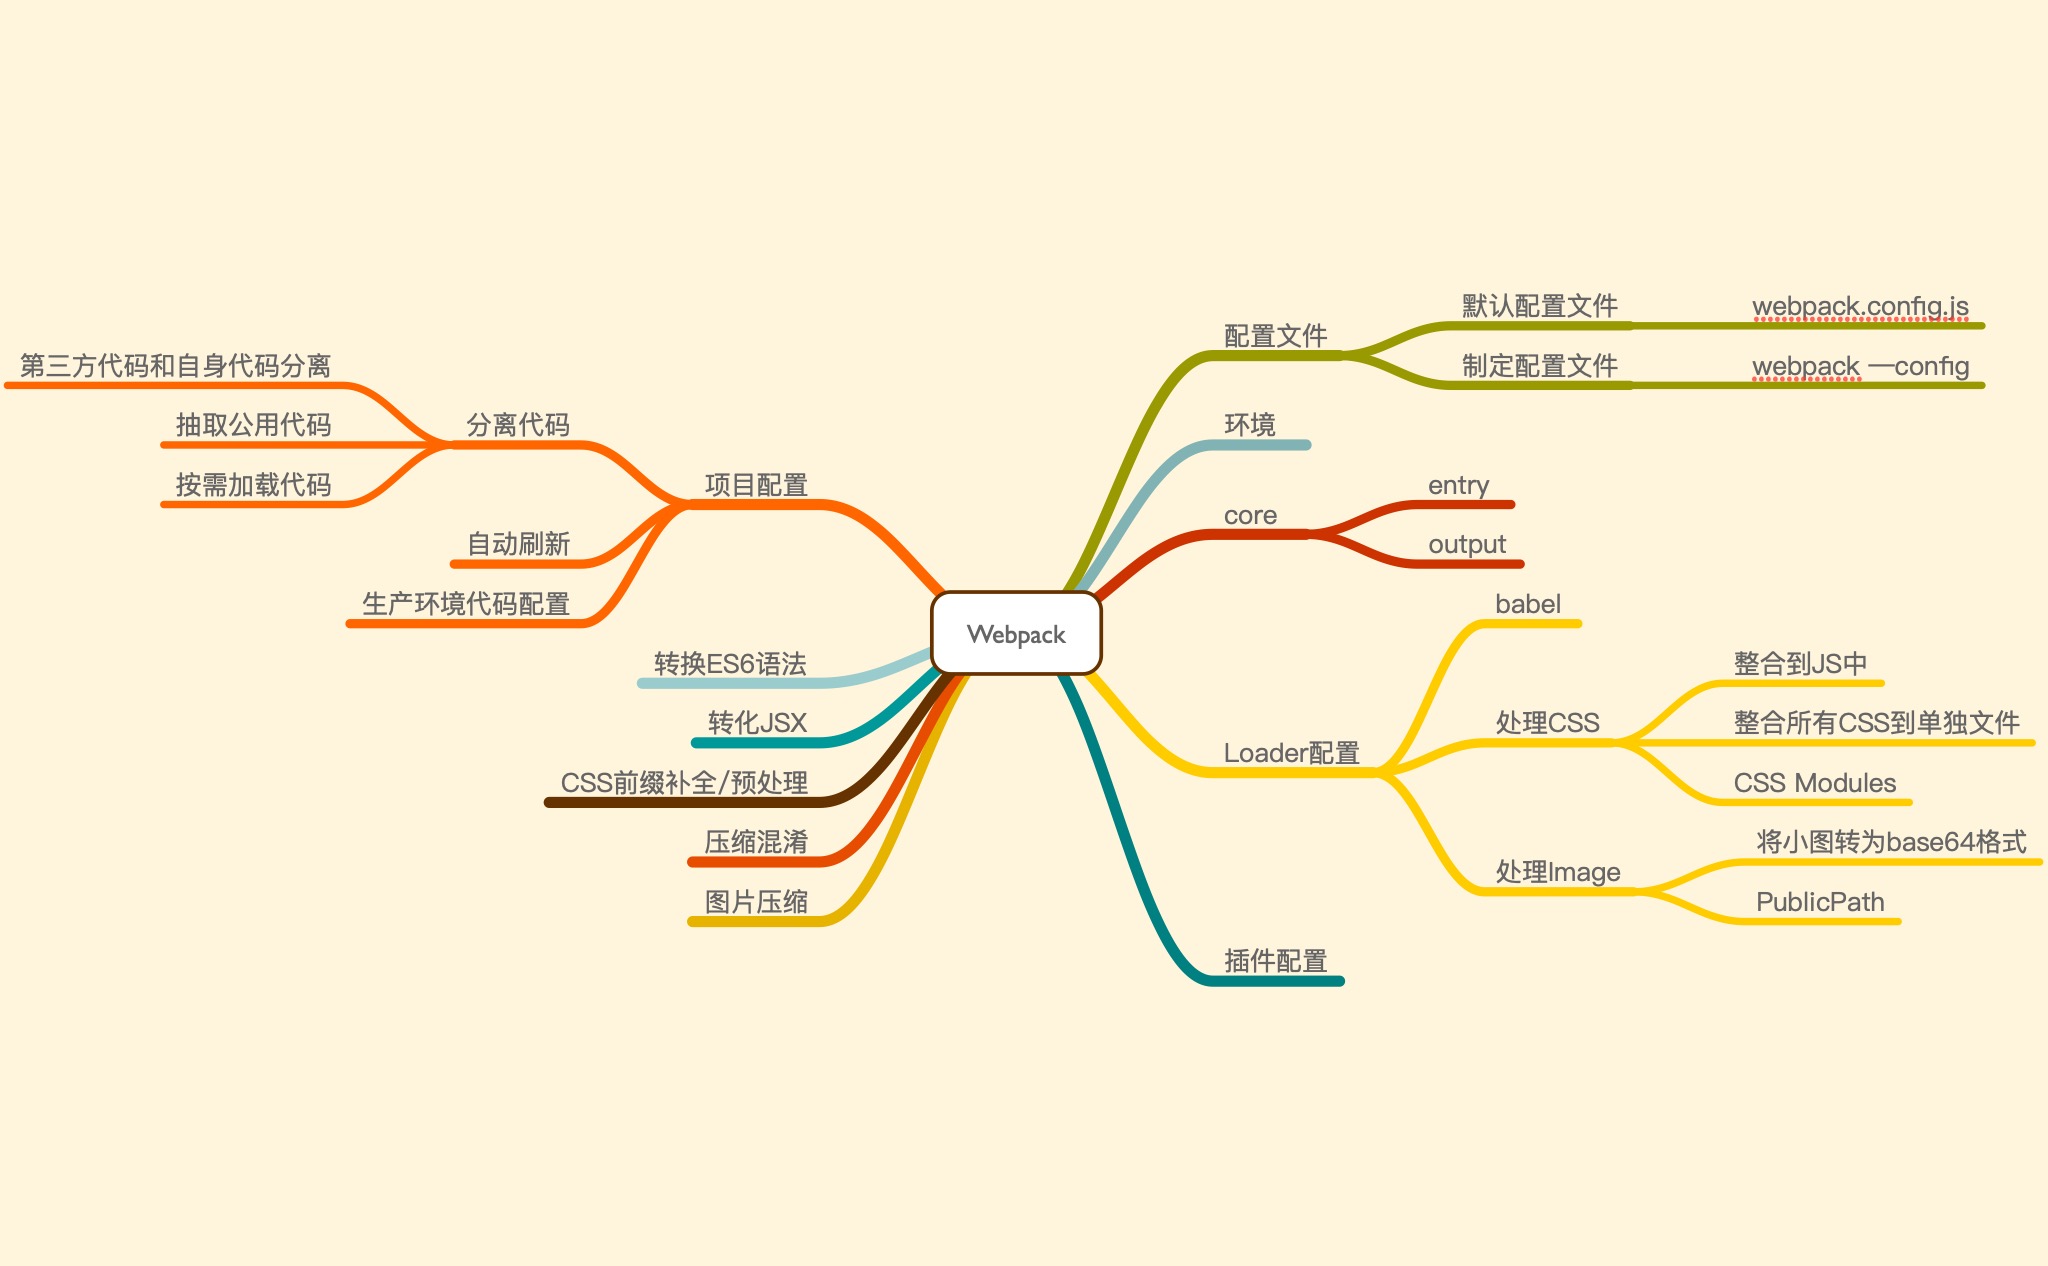 Webpack
配置文件
默认配置文件
webpack.config.js
制定配置文件
webpack —config
环境
core
entry
output
Loader配置
babel
处理CSS
整合到JS中
整合所有CSS到单独文件
CSS Modules
处理Image
将小图转为base64格式
PublicPath
插件配置
项目配置
分离代码
第三方代码和自身代码分离
抽取公用代码
按需加载代码
自动刷新
生产环境代码配置
转换ES6语法
转化JSX
CSS前缀补全/预处理
压缩混淆
图片压缩